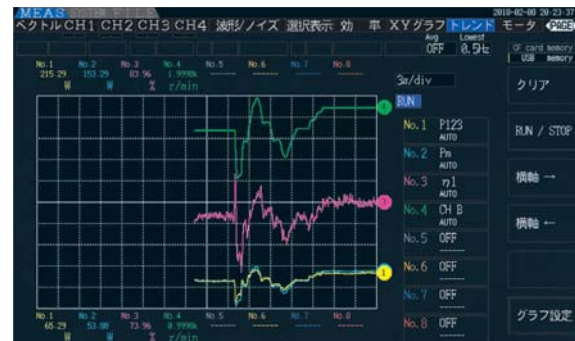 MEAS
2010-02-08 20:23:37
ベクトル CH1 CH2 CH3 CH4 波形/ノイズ 選択表示 効 率 XYグラフ トレンド モータ PAGE
Avg Lowest
OFF 0.5Hz
CF card memory
USB memory
No.1 No.2 No.3 No.4 No.5 No.6 No.7 No.8
215.29 153.29 83.96 1.9990k ------ ------ ------ ------
W W % r/min
3s/div
クリア
RUN
No.1 P123
AUTO
RUN / STOP
No.2 Pm
AUTO
No.3 η1
AUTO
横軸 →
No.4 CH B
AUTO
横軸 ←
No.5 OFF
No.6 OFF
No.7 OFF
No.8 OFF
グラフ設定
4
3
1
No.1 No.2 No.3 No.4 No.5 No.6 No.7 No.8
65.29 53.00 73.96 0.9990k ------ ------ ------ ------
W W % r/min